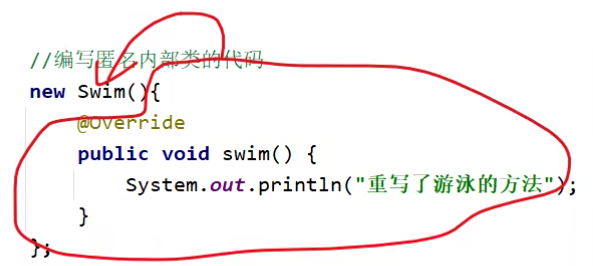 //编写匿名内部类的代码
new Swim(){
@Override
public void swim() {
System.out.println("重写了游泳的方法");
}
};